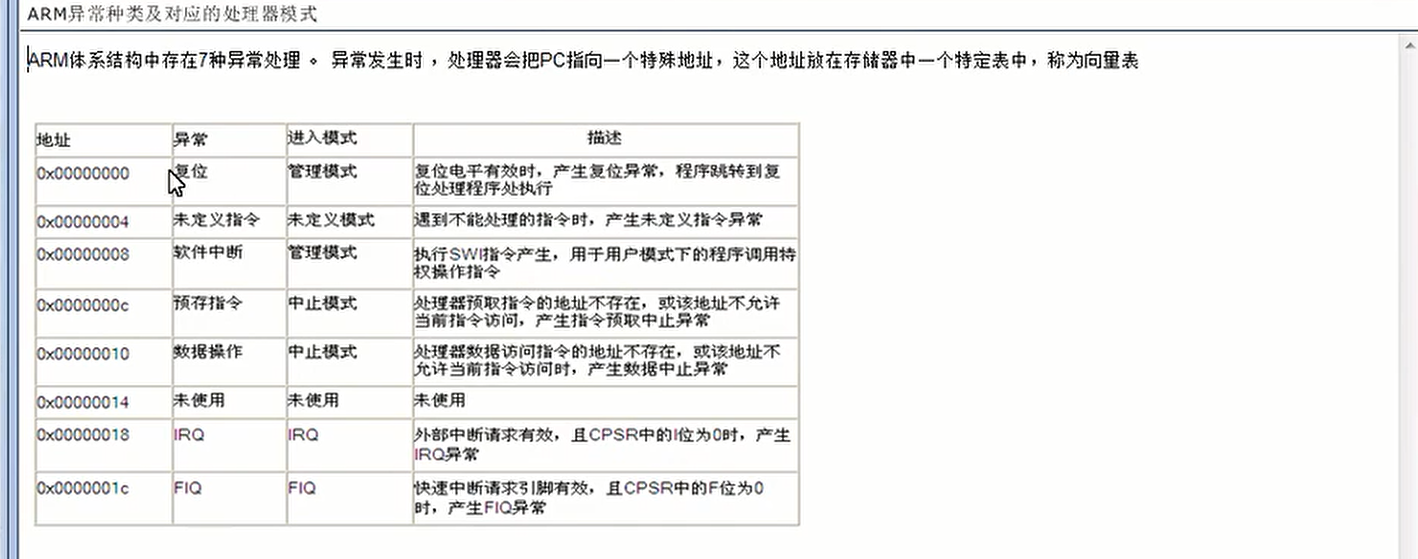 ARM异常种类及对应的处理器模式
ARM体系结构中存在7种异常处理 。 异常发生时 ，处理器会把PC指向一个特殊地址，这个地址放在存储器中一个特定表中，称为向量表
地址 异常 进入模式 描述
0x00000000 复位 管理模式 复位电平有效时，产生复位异常，程序跳转到复
位处理程序处执行
0x00000004 未定义指令 未定义模式 遇到不能处理的指令时，产生未定义指令异常
0x00000008 软件中断 管理模式 执行SWI指令产生，用于用户模式下的程序调用特
权操作指令
0x0000000c 预存指令 中止模式 处理器预取指令的地址不存在，或该地址不允许
当前指令访问，产生指令预取中止异常
0x00000010 数据操作 中止模式 处理器数据访问指令的地址不存在，或该地址不
允许当前指令访问时，产生数据中止异常
0x00000014 未使用 未使用 未使用
0x00000018 IRQ IRQ 外部中断请求有效，且CPSR中的I位为0时，产生
IRQ异常
0x0000001c FIQ FIQ 快速中断请求引脚有效，且CPSR中的F位为0
时，产生FIQ异常